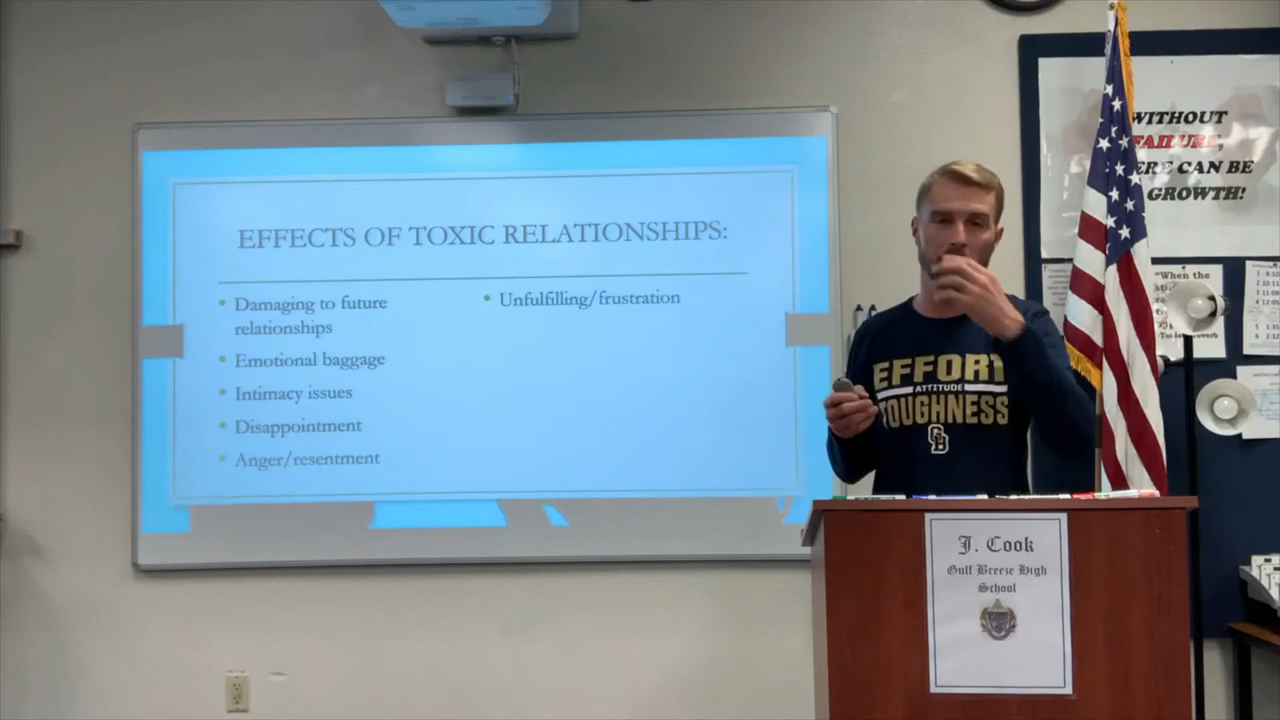 EFFECTS OF TOXIC RELATIONSHIPS:
• Damaging to future
relationships
• Emotional baggage
• Intimacy issues
• Disappointment
• Anger/resentment
• Unfulfilling/frustration
EFFORT
ATTITUDE
TOUGHNESS
GB
J. Cook
Gulf Breeze High
School
WITHOUT
FAILURE,
ERE CAN BE
GROWTH!
"When the